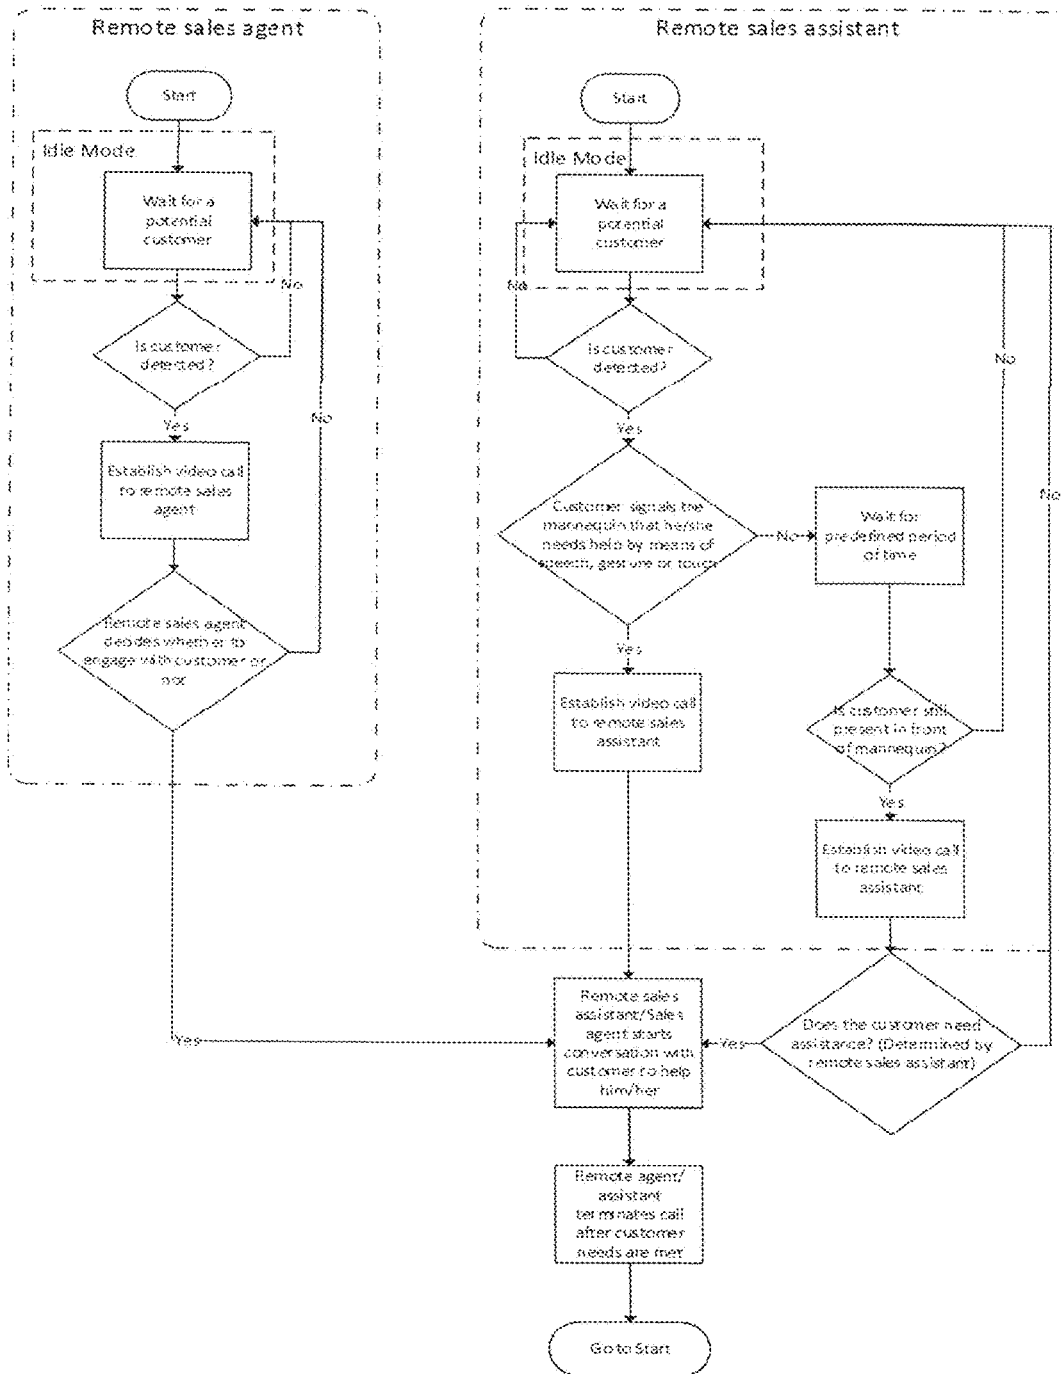 Remote sales agent
Start
Idle Mode
Wait for a
potential
customer
No
Is customer
detected?
No
Yes
Establish video call
to remote sales
agent
Remote sales agent
decides whether to
engage with customer or
not
Yes
Remote sales assistant
Start
Idle Mode
Wait for a
potential
customer
No
Is customer
detected?
No
Yes
No
Customer signals the
mannequin that he/she
needs help by means of
speech, gesture or touch
No
Wait for
predefined period
of time
Yes
Establish video call
to remote sales
assistant
Is customer still
present in front
of mannequin?
Yes
Establish video call
to remote sales
assistant
Remote sales
assistant/Sales
agent starts
conversation with
customer to help
him/her
Yes
Does the customer need
assistance? (Determined by
remote sales assistant)
Remote agent/
assistant
terminates call
after customer
needs are met
Go to Start